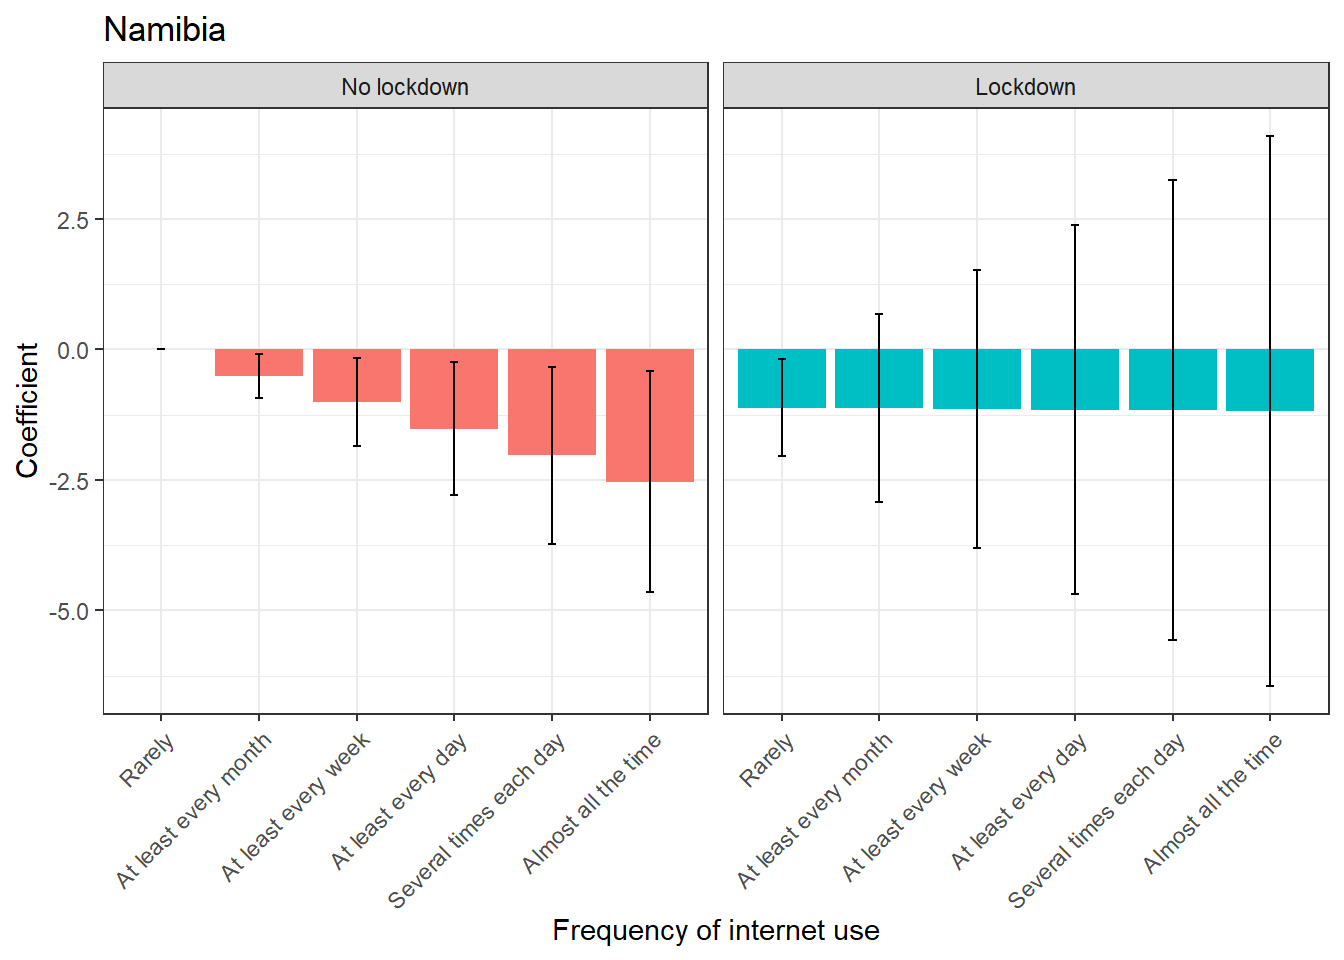 Namibia
No lockdown
Lockdown
Coefficient
2.5
0.0
-2.5
-5.0
Rarely
At least every month
At least every week
At least every day
Several times each day
Almost all the time
Rarely
At least every month
At least every week
At least every day
Several times each day
Almost all the time
Frequency of internet use